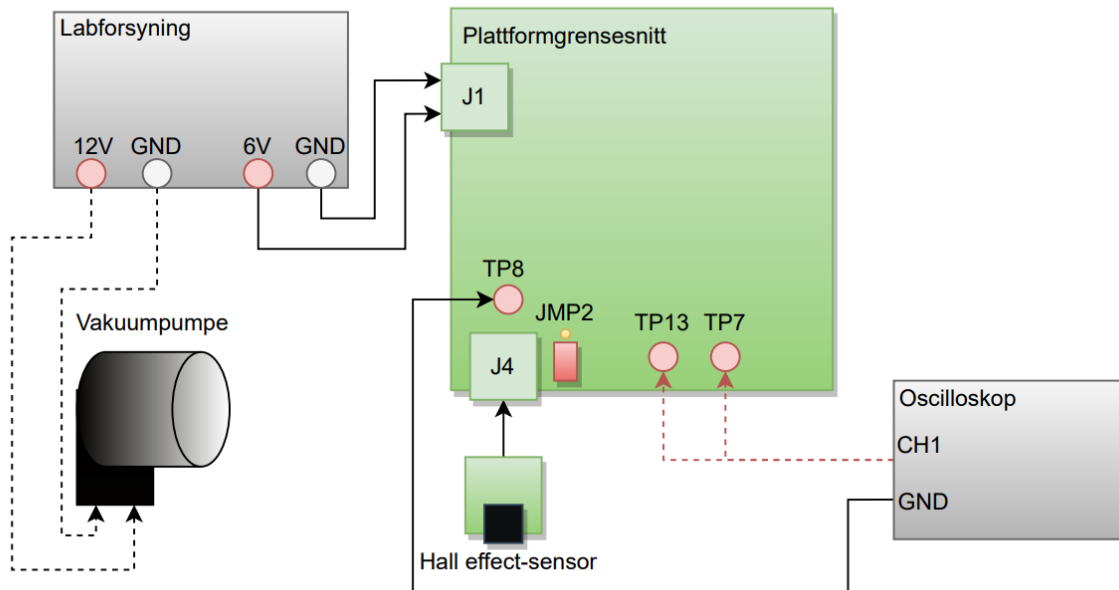 Labforsyning
12V
GND
6V
GND
Plattformgrensesnitt
J1
TP8
JMP2
TP13
TP7
J4
Vakuumpumpe
Hall effect-sensor
Oscilloskop
CH1
GND